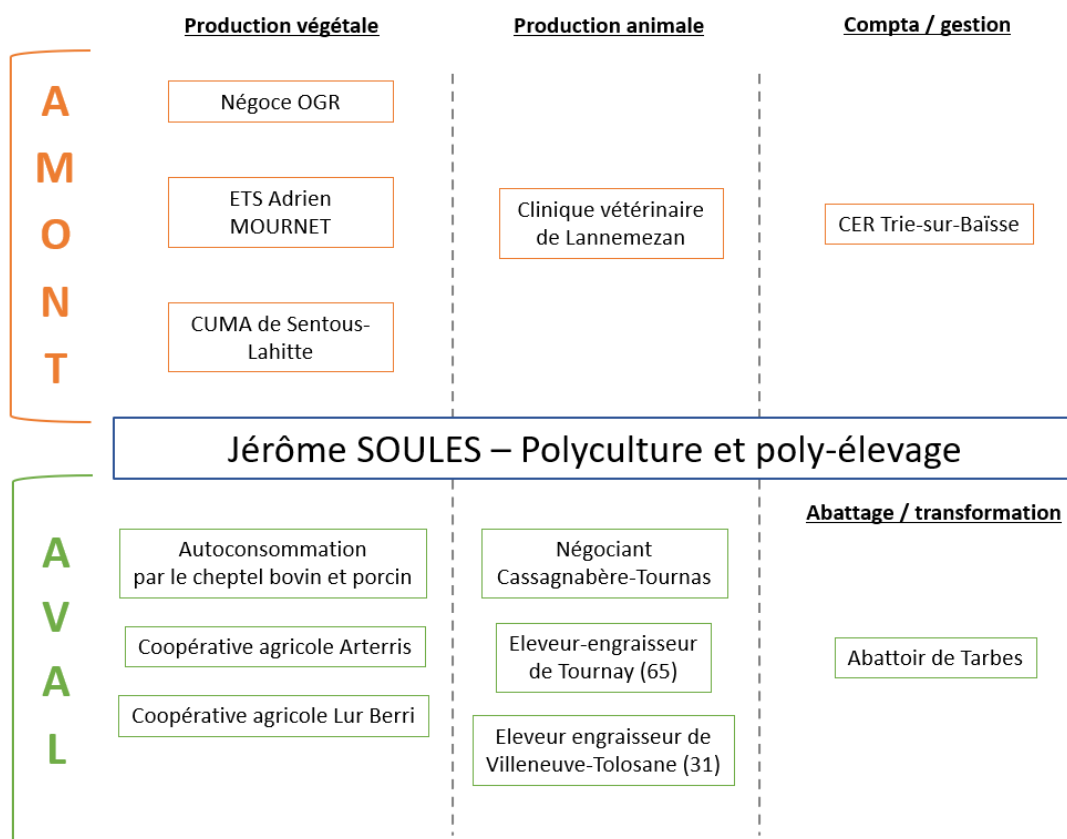 Production végétale
Production animale
Compta / gestion
AMONT
Négoce OGR
ETS Adrien
MOURNET
Clinique vétérinaire
de Lannemezan
CER Trie-sur-Baïsse
CUMA de Sentous-
Lahitte
Jérôme SOULES – Polyculture et poly-élevage
Abattage / transformation
AVAL
Autoconsommation
par le cheptel bovin et porcin
Négociant
Cassagnabère-Tournas
Coopérative agricole Arterris
Eleveur-engraisseur
de Tournay (65)
Abattoir de Tarbes
Coopérative agricole Lur Berri
Eleveur engraisseur de
Villeneuve-Tolosane (31)